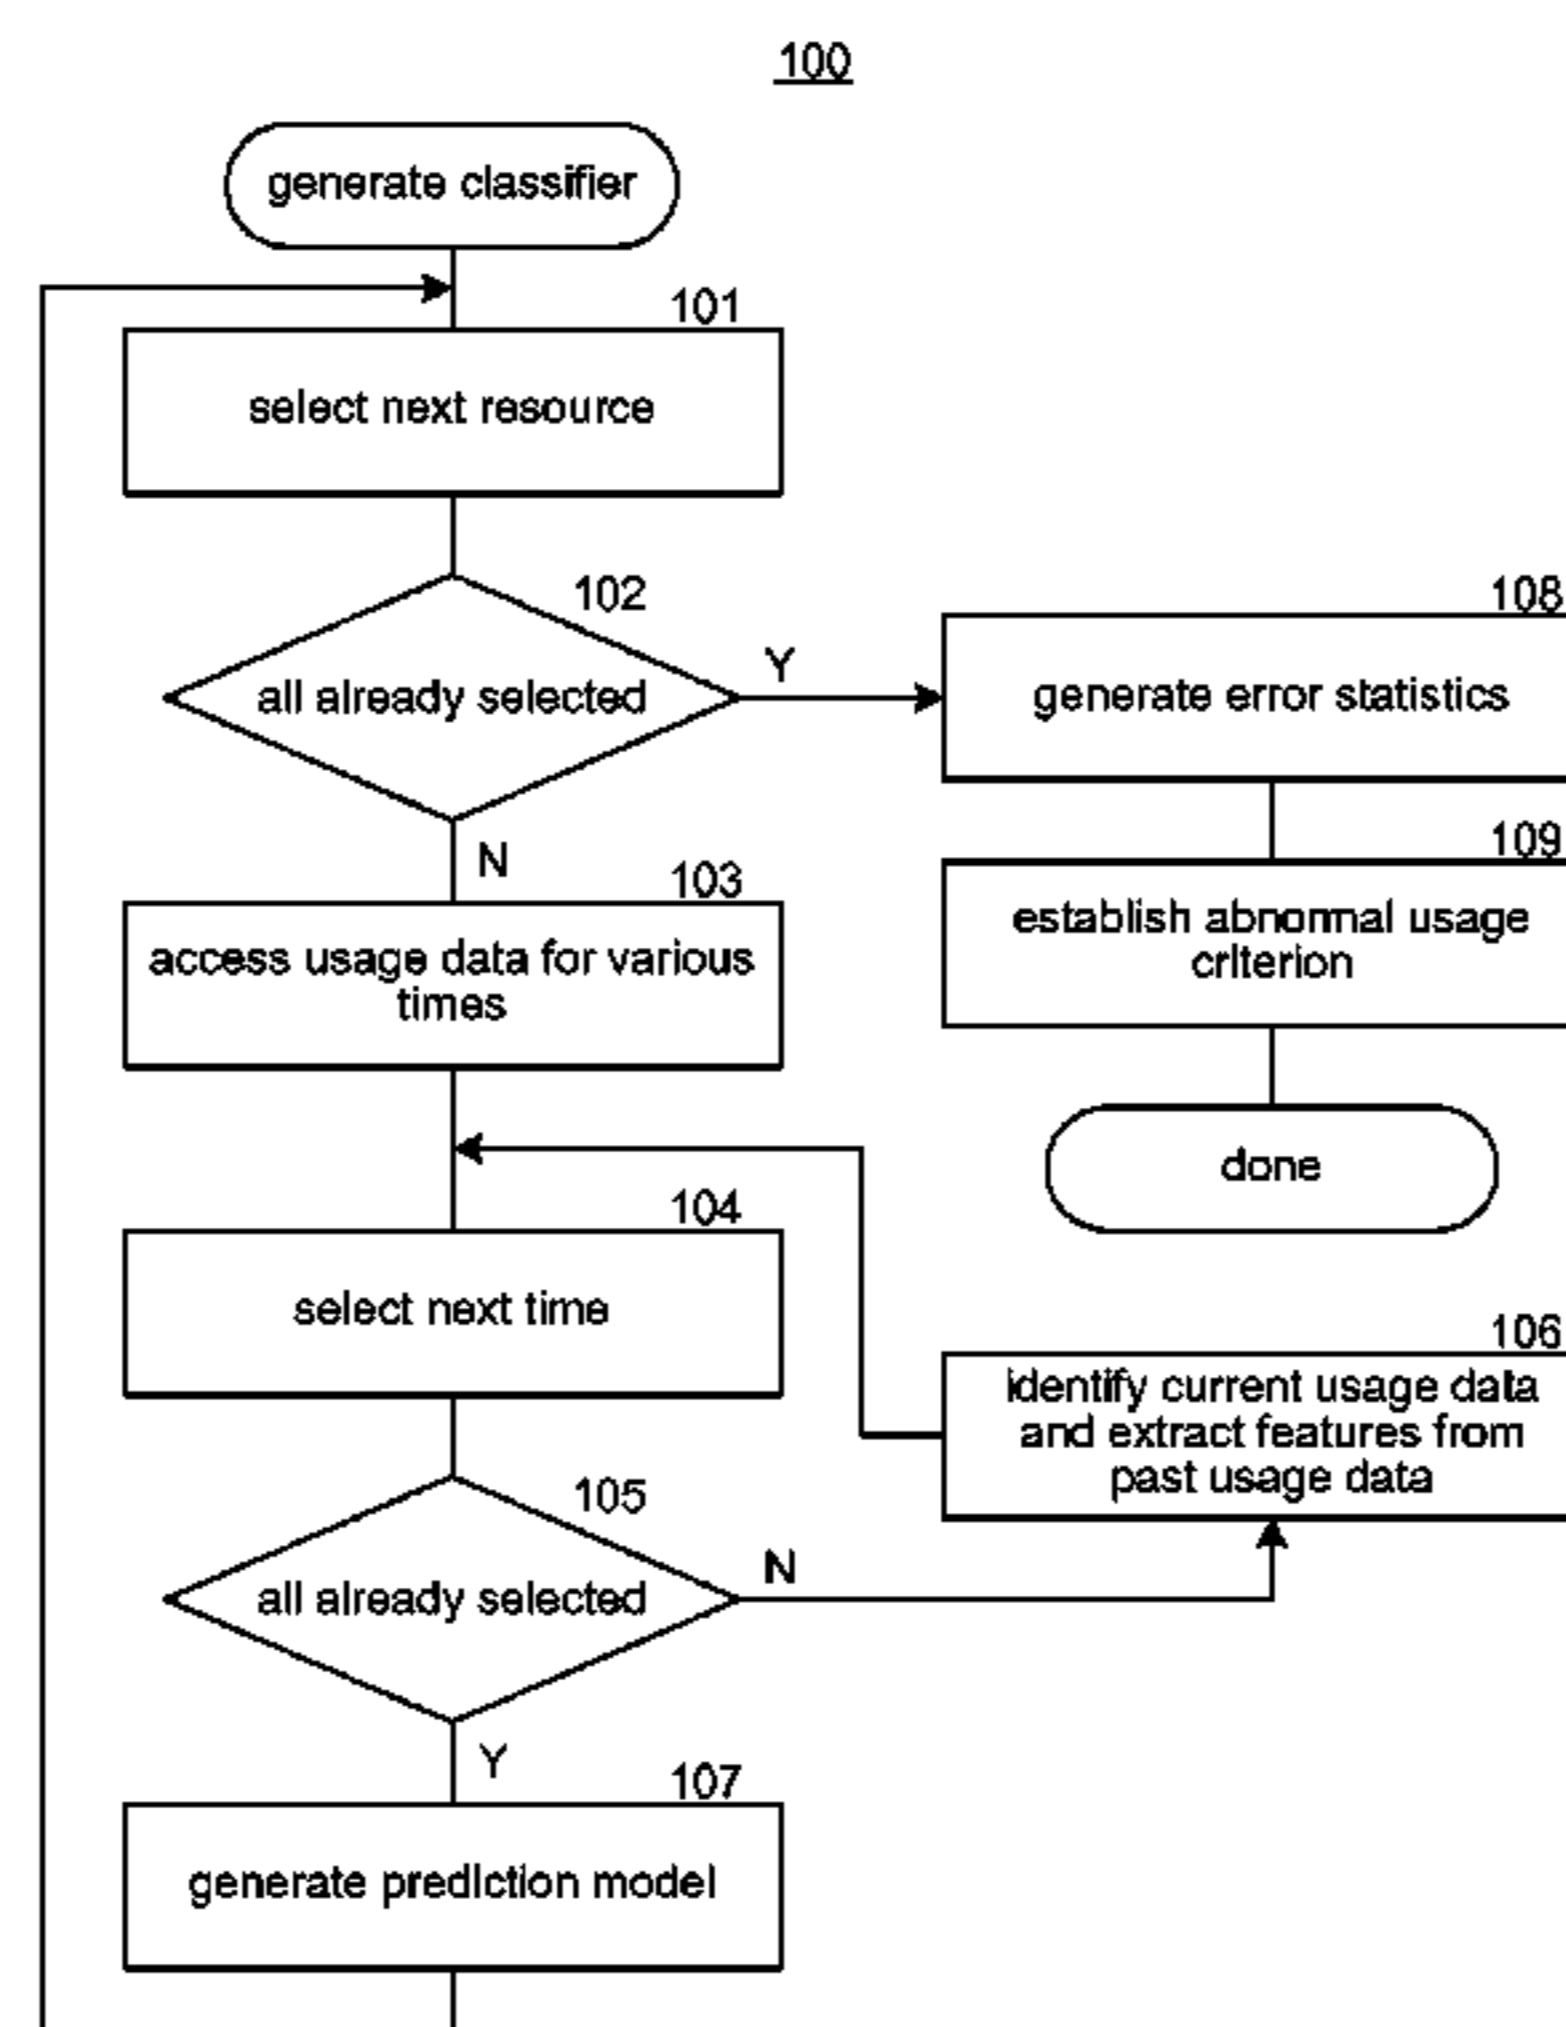 100
generate classifier
101
select next resource
102
all already selected
Y
N
108
generate error statistics
109
establish abnormal usage
criterion
done
103
access usage data for various
times
104
select next time
105
all already selected
N
Y
106
identify current usage data
and extract features from
past usage data
107
generate prediction model